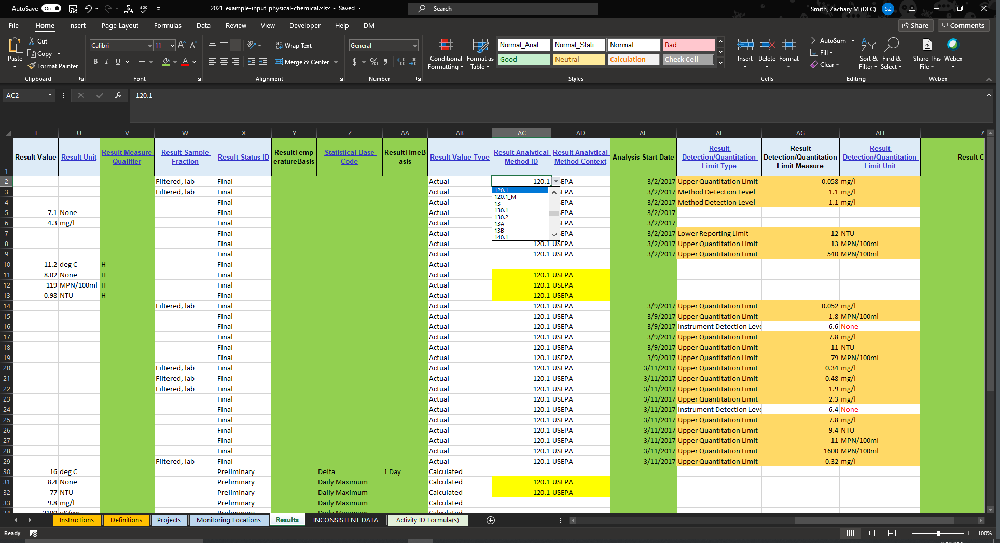 AutoSave On abc 2021_example-input_physical-chemical.xlsx - Saved Search Smith, Zachary M (DEC) SZ
File Home Insert Page Layout Formulas Data Review View Developer Help DM Share Comments
Paste Cut Copy Format Painter Clipboard
Calibri 11 A A B I U A Font
Wrap Text Merge & Center Alignment
General $ % Number
Conditional Formatting Format as Table Normal_Anal... Normal_Stati... Normal Bad
Good Neutral Calculation Check Cell Styles
Insert Delete Format Cells
AutoSum Fill Clear Sort & Filter Find & Select Editing
Share This File Webex Webex
AC2 fx 120.1
T U V W X Y Z AA AB AC AD AE AF AG AH
1 Result Value Result Unit Result Measure Qualifier Result Sample Fraction Result Status ID ResultTemperatureBasis Statistical Base Code ResultTimeBasis Result Value Type Result Analytical Method ID Result Analytical Method Context Analysis Start Date Result Detection/Quantitation Limit Type Result Detection/Quantitation Limit Measure Result Detection/Quantitation Limit Unit Result C
2 Filtered, lab Final Actual 120.1 EPA 3/2/2017 Upper Quantitation Limit 0.058 mg/l
3 Filtered, lab Final Actual EPA 3/2/2017 Method Detection Level 1.1 mg/l
4 Final Actual EPA 3/2/2017 Method Detection Level 1.1 mg/l
5 7.1 None Final Actual EPA 3/2/2017
6 4.3 mg/l Final Actual EPA 3/2/2017
7 Final Actual EPA 3/2/2017 Lower Reporting Limit 12 NTU
120.1
120.1_M
13
130.1
130.2
13A
13B
140.1
8 Final Actual 120.1 USEPA 3/2/2017 Upper Quantitation Limit 13 MPN/100ml
9 Final Actual 120.1 USEPA 3/2/2017 Upper Quantitation Limit 540 MPN/100ml
10 11.2 deg C H Final Actual
11 8.02 None H Final Actual 120.1 USEPA
12 119 MPN/100ml H Final Actual 120.1 USEPA
13 0.98 NTU H Final Actual 120.1 USEPA
14 Filtered, lab Final Actual 120.1 USEPA 3/9/2017 Upper Quantitation Limit 0.052 mg/l
15 Final Actual 120.1 USEPA 3/9/2017 Upper Quantitation Limit 1.8 MPN/100ml
16 Final Actual 120.1 USEPA 3/9/2017 Instrument Detection Leve 6.6 None
17 Final Actual 120.1 USEPA 3/9/2017 Upper Quantitation Limit 7.8 mg/l
18 Final Actual 120.1 USEPA 3/9/2017 Upper Quantitation Limit 11 NTU
19 Final Actual 120.1 USEPA 3/9/2017 Upper Quantitation Limit 79 MPN/100ml
20 Filtered, lab Final Actual 120.1 USEPA 3/11/2017 Upper Quantitation Limit 0.34 mg/l
21 Filtered, lab Final Actual 120.1 USEPA 3/11/2017 Upper Quantitation Limit 0.48 mg/l
22 Filtered, lab Final Actual 120.1 USEPA 3/11/2017 Upper Quantitation Limit 1.9 mg/l
23 Final Actual 120.1 USEPA 3/11/2017 Upper Quantitation Limit 2.3 mg/l
24 Final Actual 120.1 USEPA 3/11/2017 Instrument Detection Leve 6.4 None
25 Final Actual 120.1 USEPA 3/11/2017 Upper Quantitation Limit 7.8 mg/l
26 Final Actual 120.1 USEPA 3/11/2017 Upper Quantitation Limit 9.4 NTU
27 Final Actual 120.1 USEPA 3/11/2017 Upper Quantitation Limit 11 MPN/100ml
28 Final Actual 120.1 USEPA 3/11/2017 Upper Quantitation Limit 1600 MPN/100ml
29 Filtered, lab Final Actual 120.1 USEPA 3/11/2017 Upper Quantitation Limit 0.32 mg/l
30 16 deg C Preliminary Delta 1 Day Calculated
31 8.4 None Preliminary Daily Maximum Calculated 120.1 USEPA
32 77 NTU Preliminary Daily Maximum Calculated 120.1 USEPA
33 9.8 mg/l Preliminary Daily Maximum Calculated
Instructions Definitions Projects Monitoring Locations Results INCONSISTENT DATA Activity ID Formula(s)
Ready 100%